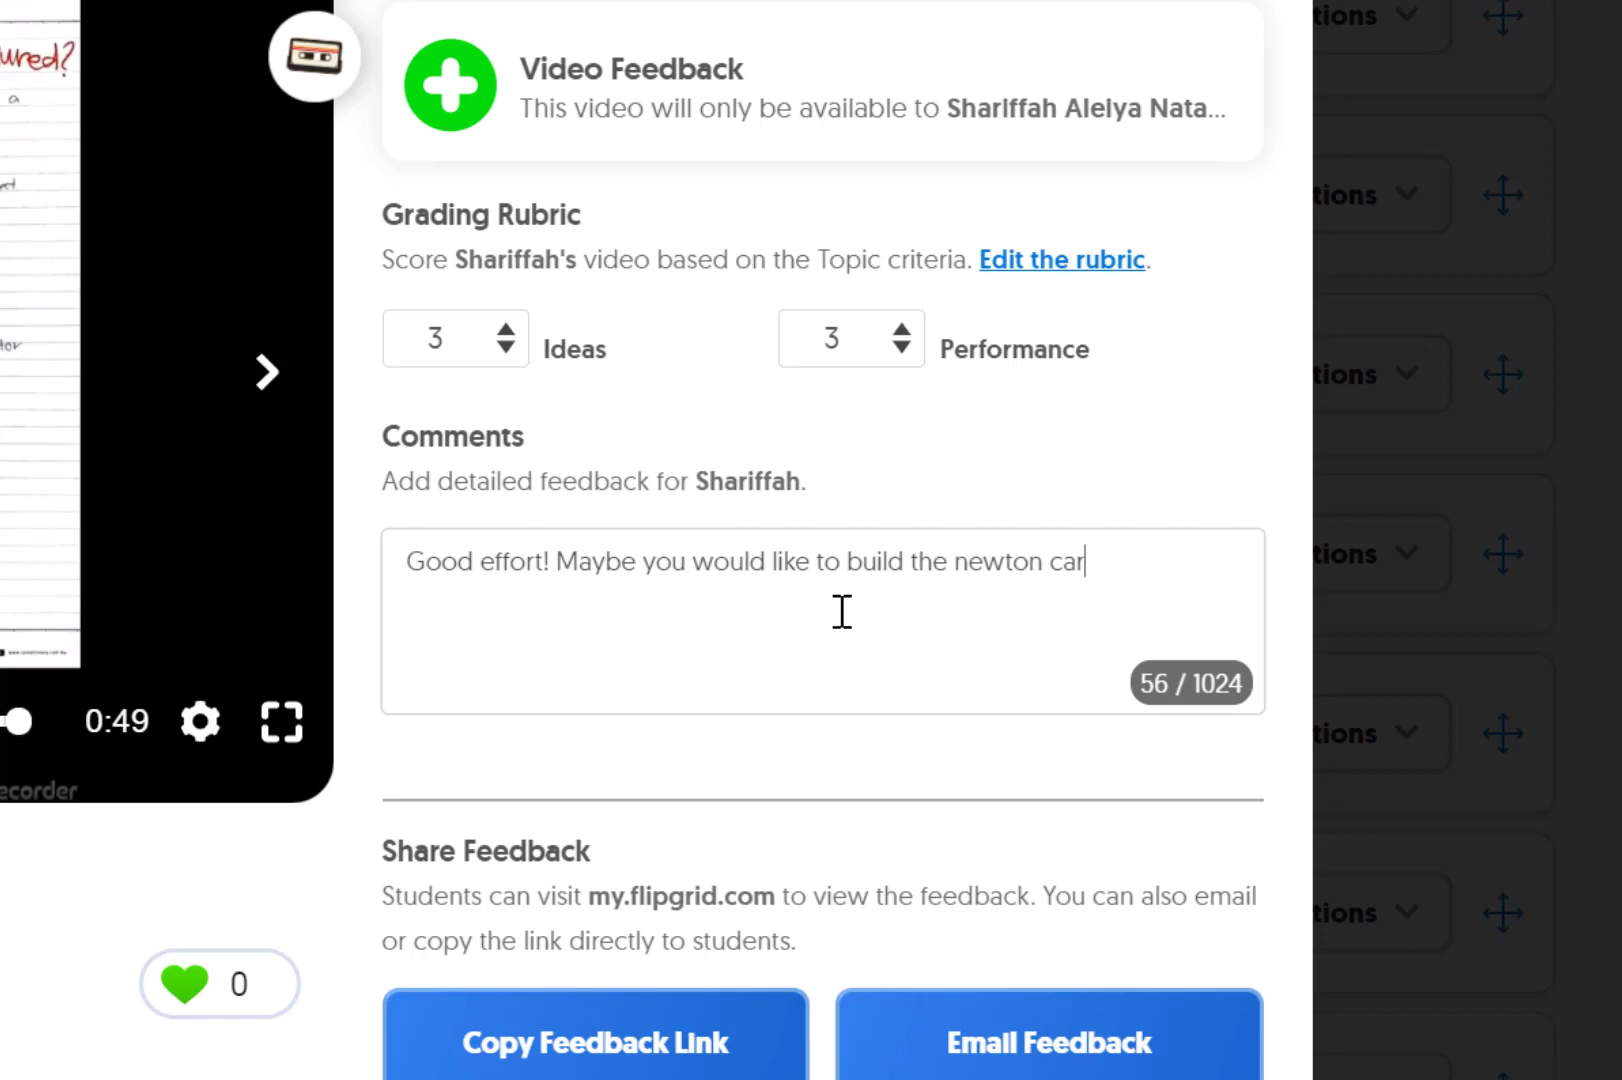 ured?
a
Video Feedback
This video will only be available to Shariffah Alelya Nata...
Grading Rubric
Score Shariffah's video based on the Topic criteria. Edit the rubric.
3 Ideas 3 Performance
Comments
Add detailed feedback for Shariffah.
Good effort! Maybe you would like to build the newton car
56 / 1024
0:49
ecorder
Share Feedback
Students can visit my.flipgrid.com to view the feedback. You can also email
or copy the link directly to students.
0
Copy Feedback Link
Email Feedback
tions
tions
tions
tions
tions
tions